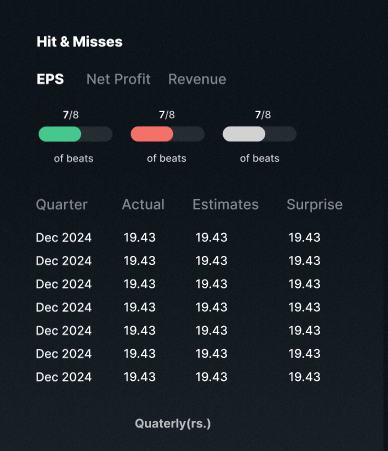 Hit & Misses
EPS Net Profit Revenue
7/8 7/8 7/8
of beats of beats of beats
Quarter Actual Estimates Surprise
Dec 2024 19.43 19.43 19.43
Dec 2024 19.43 19.43 19.43
Dec 2024 19.43 19.43 19.43
Dec 2024 19.43 19.43 19.43
Dec 2024 19.43 19.43 19.43
Dec 2024 19.43 19.43 19.43
Dec 2024 19.43 19.43 19.43
Quaterly(rs.)